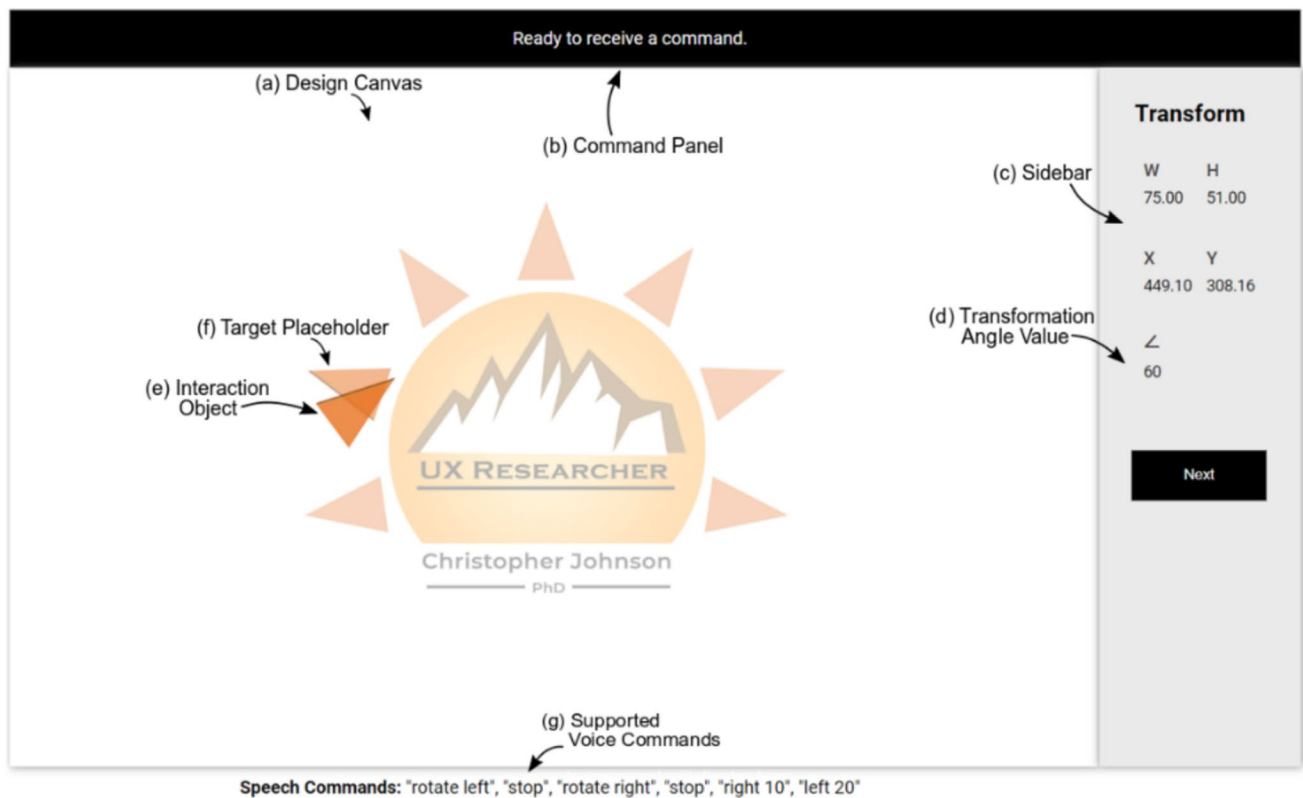 Ready to receive a command.
(a) Design Canvas
(b) Command Panel
Transform
(c) Sidebar
W H
75.00 51.00
X Y
449.10 308.16
(d) Transformation
Angle Value
∠
60
(f) Target Placeholder
(e) Interaction
Object
UX RESEARCHER
Next
Christopher Johnson
PhD
(g) Supported
Voice Commands
Speech Commands: "rotate left", "stop", "rotate right", "stop", "right 10", "left 20"